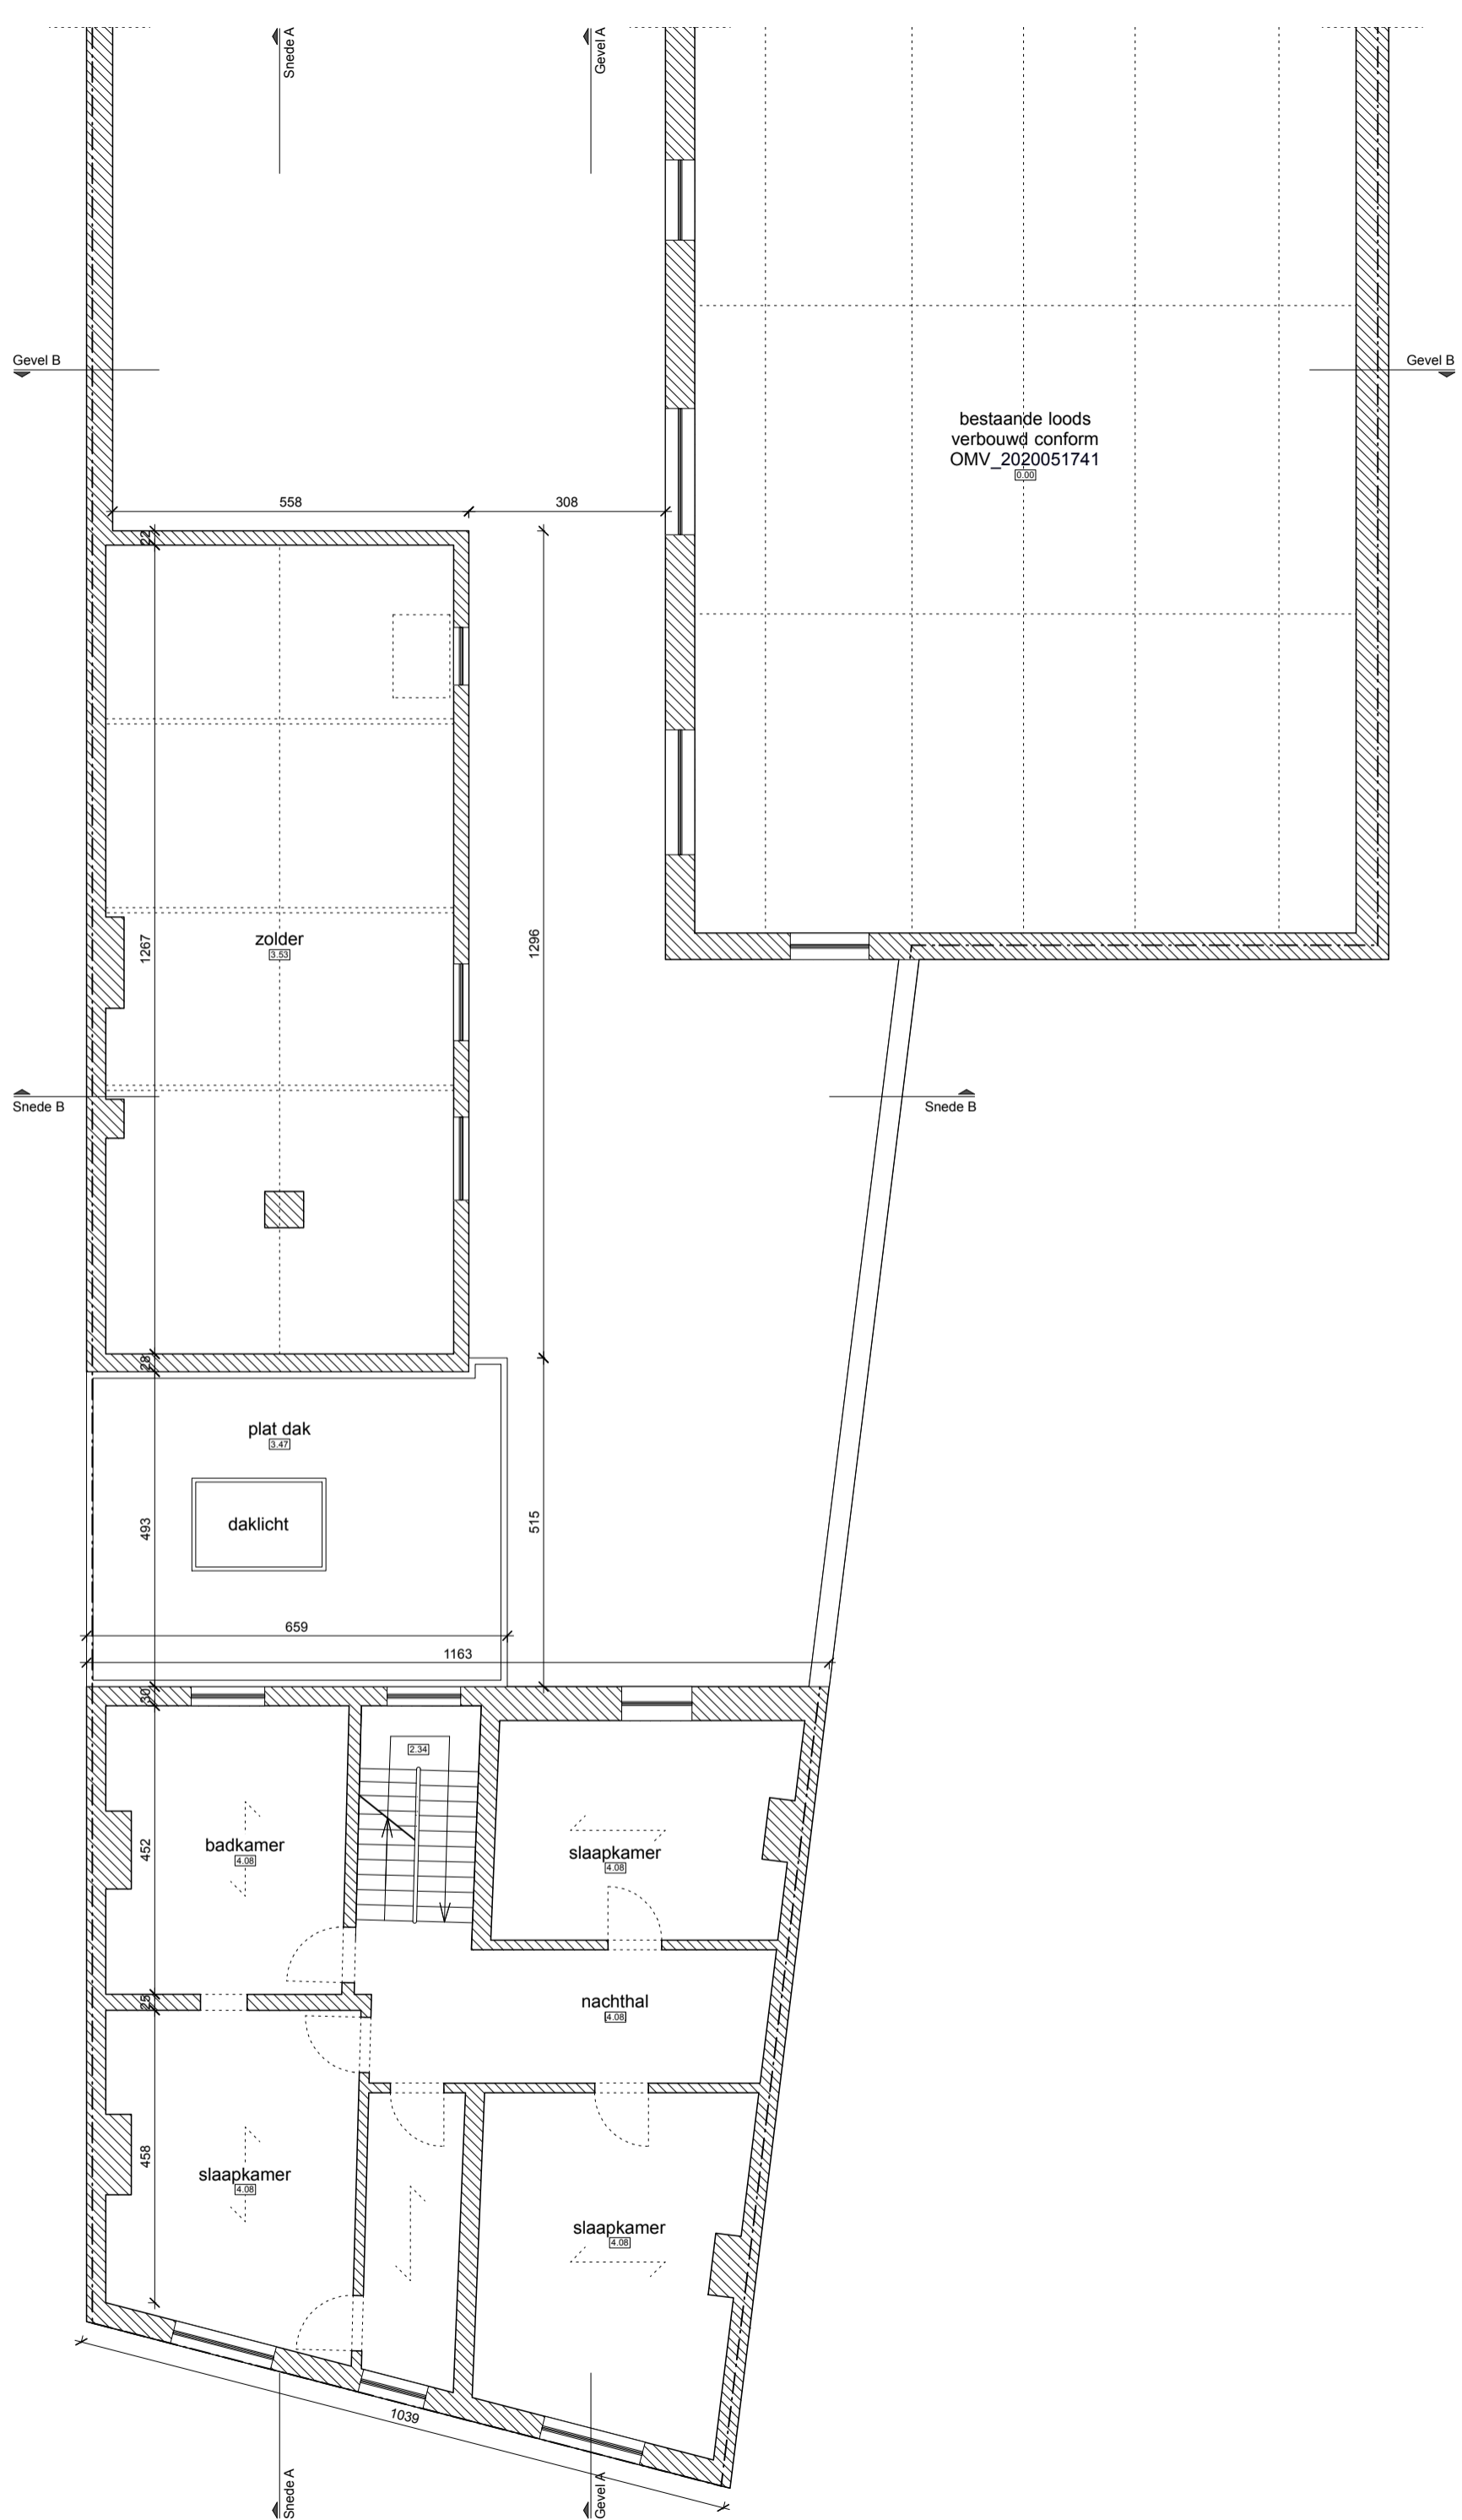 Snede A
Gevel A
Gevel B
Gevel B
bestaande loods
verbouwd conform
OMV_2020051741
0.00
558
308
22
1267
1296
zolder
3.53
Snede B
Snede B
28
plat dak
3.47
daklicht
493
515
659
1163
30
2.34
452
badkamer
4.08
slaapkamer
4.08
25
nachthal
4.08
458
slaapkamer
4.08
slaapkamer
4.08
1039
Snede A
Gevel A